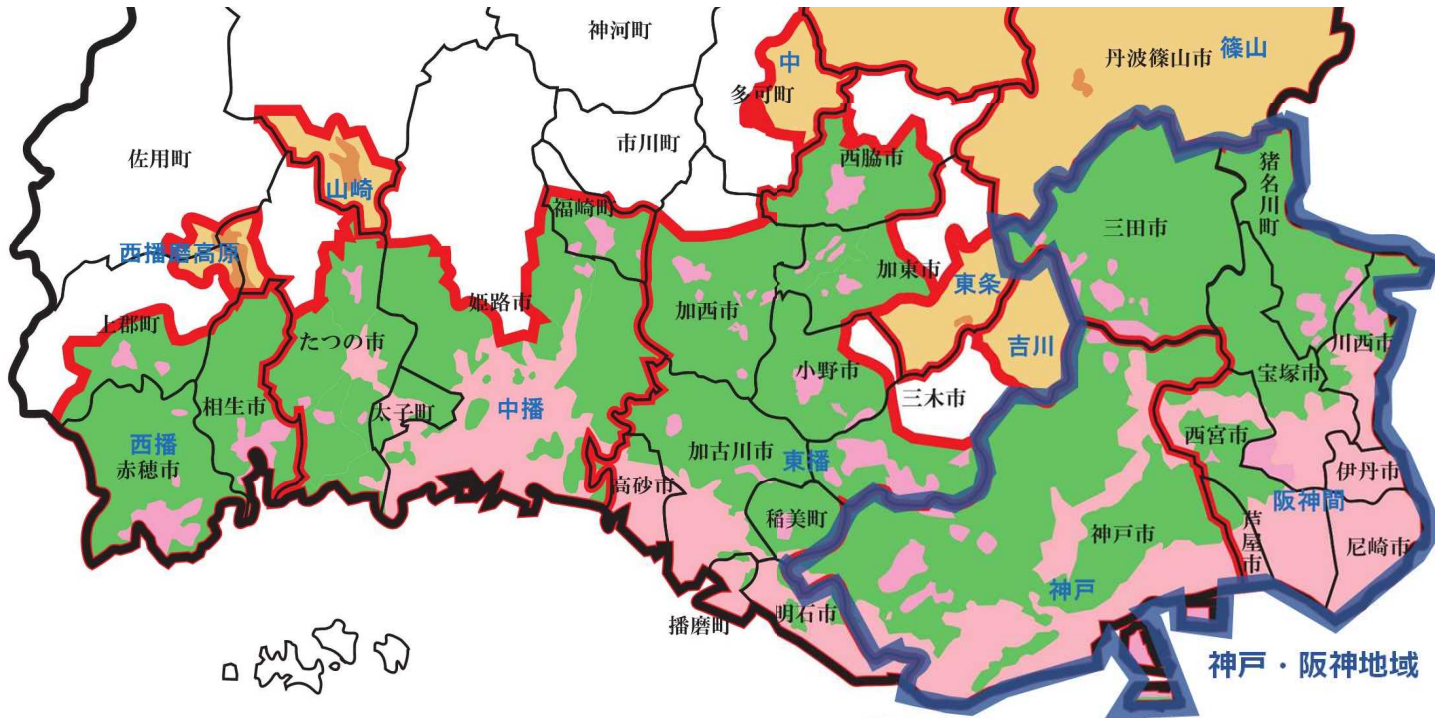 神河町
中
多可町
丹波篠山市
篠山
佐用町
市川町
西脇市
猪名川町
山崎
福崎町
三田市
西播磨高原
加東市
東条
上郡町
姫路市
加西市
たつの市
吉川
川西市
小野市
宝塚市
三木市
相生市
太子町
中播
西播
赤穂市
加古川市
東播
西宮市
伊丹市
高砂市
稲美町
阪神間
芦屋市
神戸市
尼崎市
神戸
播磨町
明石市
神戸・阪神地域